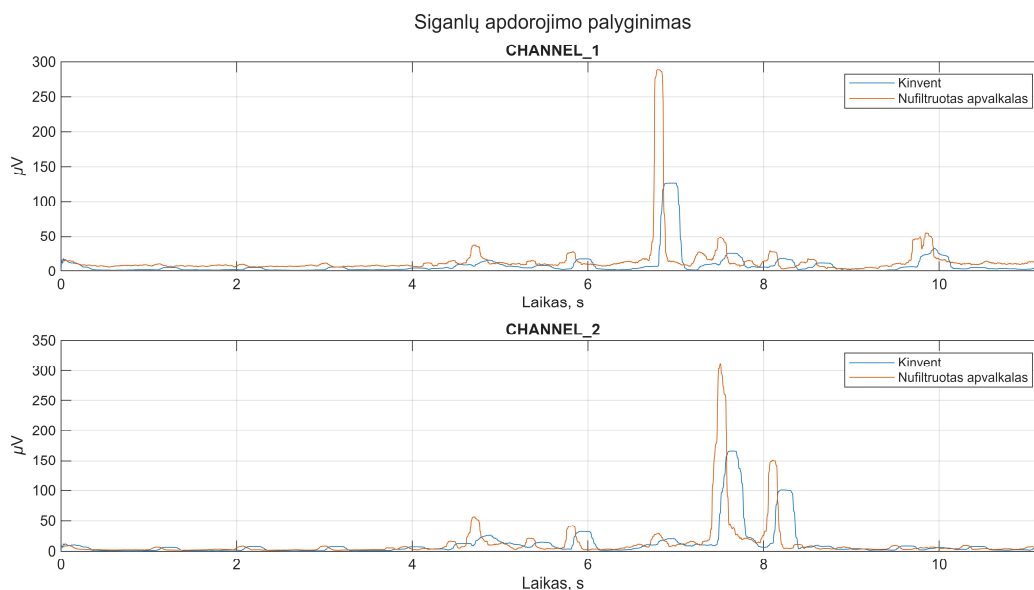 Siganlų apdorojimo palyginimas
CHANNEL_1
300
250
200
150
100
50
0
µV
Kinvent
Nufiltruotas apvalkalas
0 2 4 6 8 10
Laikas, s
CHANNEL_2
350
300
250
200
150
100
50
0
µV
Kinvent
Nufiltruotas apvalkalas
0 2 4 6 8 10
Laikas, s